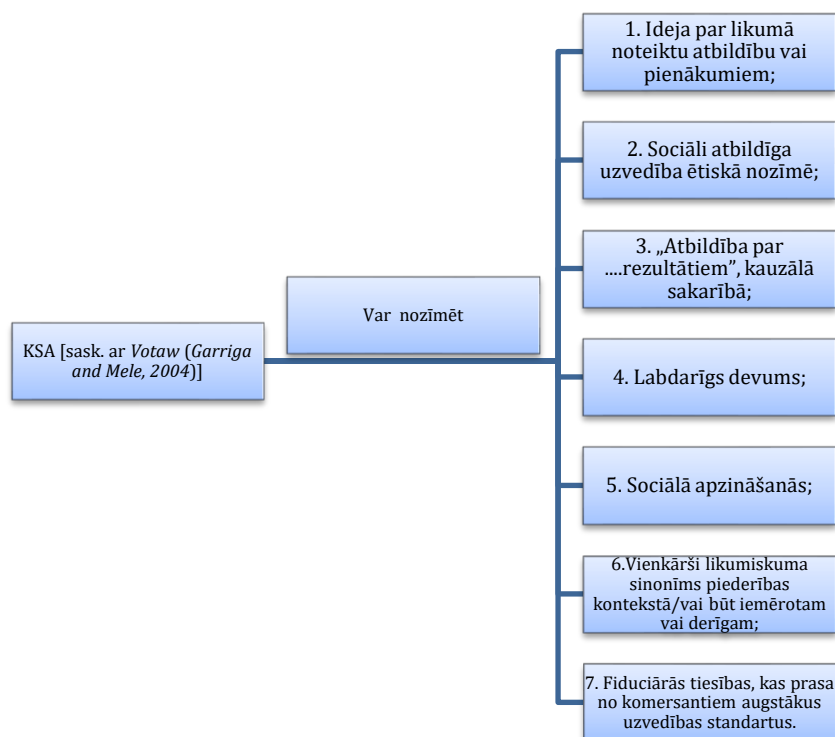 KSA [sask. ar Votaw (Garriga
and Mele, 2004)]
Var nozīmēt
1. Ideja par likumā
noteiktu atbildību vai
pienākumiem;
2. Sociāli atbildīga
uzvedība ētiskā nozīmē;
3. „Atbildība par
....rezultātiem”, kauzālā
sakarībā;
4. Labdarīgs devums;
5. Sociālā apzināšanās;
6.Vienkārši likumiskuma
sinonīms piederības
kontekstā/vai būt iemērotam
vai derīgam;
7. Fiduciārās tiesības, kas prasa
no komersantiem augstākus
uzvedības standartus.